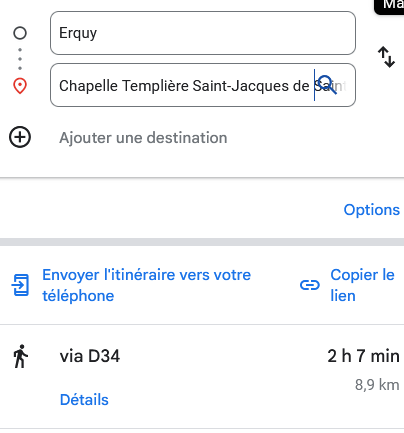 Ma
Erquy
Chapelle Templière Saint-Jacques de Saint
Ajouter une destination
Options
Envoyer l'itinéraire vers votre
téléphone
Copier le
lien
via D34
2 h 7 min
8,9 km
Détails